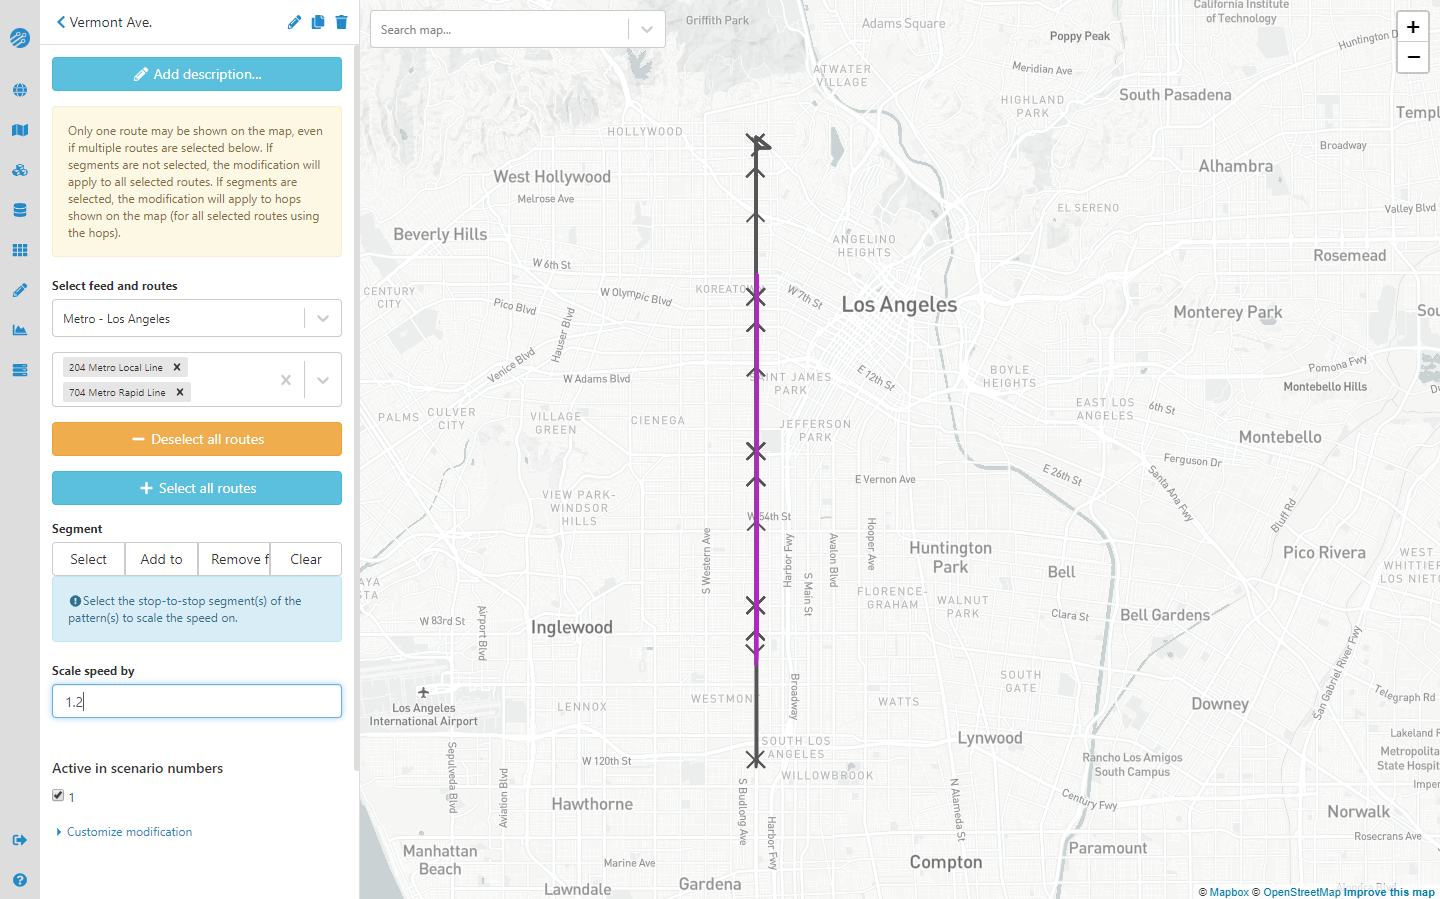 Vermont Ave.
Add description...
Only one route may be shown on the map, even
if multiple routes are selected below. If
segments are not selected, the modification will
apply to all selected routes. If segments are
selected, the modification will apply to hops
shown on the map (for all selected routes using
the hops).
Select feed and routes
Metro - Los Angeles
204 Metro Local Line
704 Metro Rapid Line
Deselect all routes
Select all routes
Segment
Select
Add to
Remove f
Clear
Select the stop-to-stop segment(s) of the
pattern(s) to scale the speed on.
Scale speed by
1.2
Active in scenario numbers
1
Customize modification
Search map...
+
−
Griffith Park
Adams Square
California Institute
of Technology
Poppy Peak
Huntington Dr
Meridian Ave
ATWATER
VILLAGE
South Pasadena
HIGHLAND
PARK
Templ
HOLLYWOOD
Broadway
West Hollywood
Alhambra
Melrose Ave
EL SERENO
Valley Blvd
Beverly Hills
ANGELINO
HEIGHTS
Rosemead
W 6th St
CENTURY
CITY
W Olympic Blvd
KOREATO
W 7th St
Pico Blvd
Los Angeles
Monterey Park
Sou
Hauser Blvd
Venice Blvd
Pomona Fwy
W Adams Blvd
SAINT JAMES
PARK
E 12th St
BOYLE
HEIGHTS
Montebello Hills
PALMS
CULVER
CITY
VILLAGE
GREEN
CIENEGA
JEFFERSON
PARK
EAST LOS
ANGELES
6th St
Montebello
E 26th St
Ferguson Dr
E Vernon Ave
Santa Ana Fwy
VIEW PARK-
WINDSOR
HILLS
W 54th St
Bluff Rd
S Western Ave
Harbor Fwy
Avalon Blvd
Hooper Ave
Huntington
Park
Pico Rivera
WEST
WHITTIER
LOS NIETO
Bell
S Main St
FLORENCE-
GRAHAM
WALNUT
PARK
Clara St
Bell Gardens
W 83rd St
Airport Blvd
Inglewood
San Gabriel River Fwy
SOUTH
GATE
Telegraph Rd
Los Angeles
International Airport
WESTMONT
Broadway
WATTS
Downey
LENNOX
Lynwood
SOUTH LOS
ANGELES
Lakeland R
Metropolita
State Hospit
Sepulveda Blvd
W 120th St
WILLOWBROOK
Rancho Los Amigos
South Campus
Imper
Aviation Blvd
Hawthorne
S Budlong Ave
Harbor Fwy
N Alameda St
Century Fwy
Norwalk
Rosecrans Ave
Manhattan
Beach
Marine Ave
Compton
Paramount
Lawndale
Gardena
© Mapbox © OpenStreetMap Improve this map